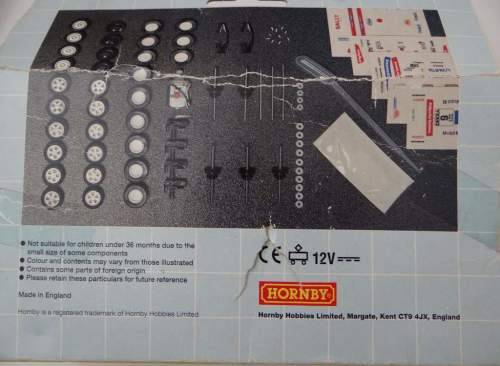 RALLY
● Not suitable for children under 36 months due to the
small size of some components
● Colour and contents may vary from those illustrated
● Contains some parts of foreign origin
● Please retain these particulars for future reference
Made in England
Hornby is a registered trademark of Hornby Hobbies Limited
CE 12V
HORNBY
Hornby Hobbies Limited, Margate, Kent CT9 4JX, England